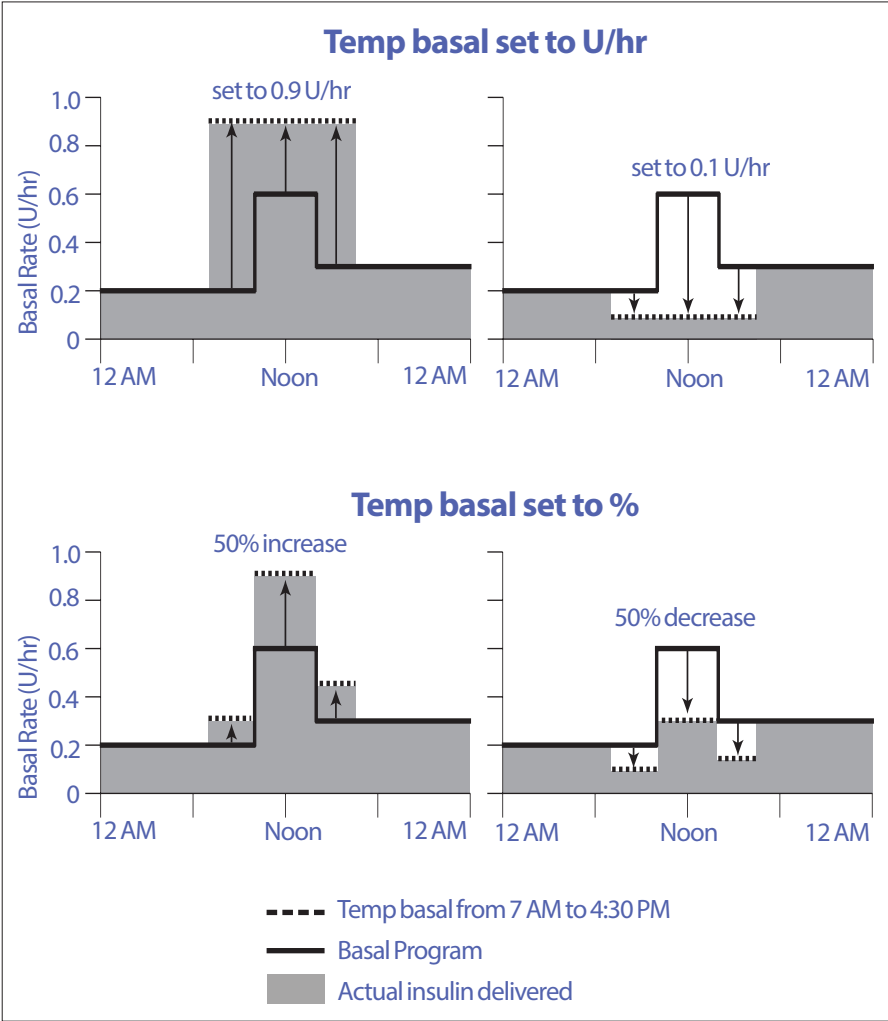 Temp basal set to U/hr
set to 0.9 U/hr
set to 0.1 U/hr
Basal Rate (U/hr)
1.0
0.8
0.6
0.4
0.2
0
12 AM Noon 12 AM 12 AM Noon 12 AM
Temp basal set to %
50% increase
50% decrease
Basal Rate (U/hr)
1.0
0.8
0.6
0.4
0.2
0
12 AM Noon 12 AM 12 AM Noon 12 AM
Temp basal from 7 AM to 4:30 PM
Basal Program
Actual insulin delivered